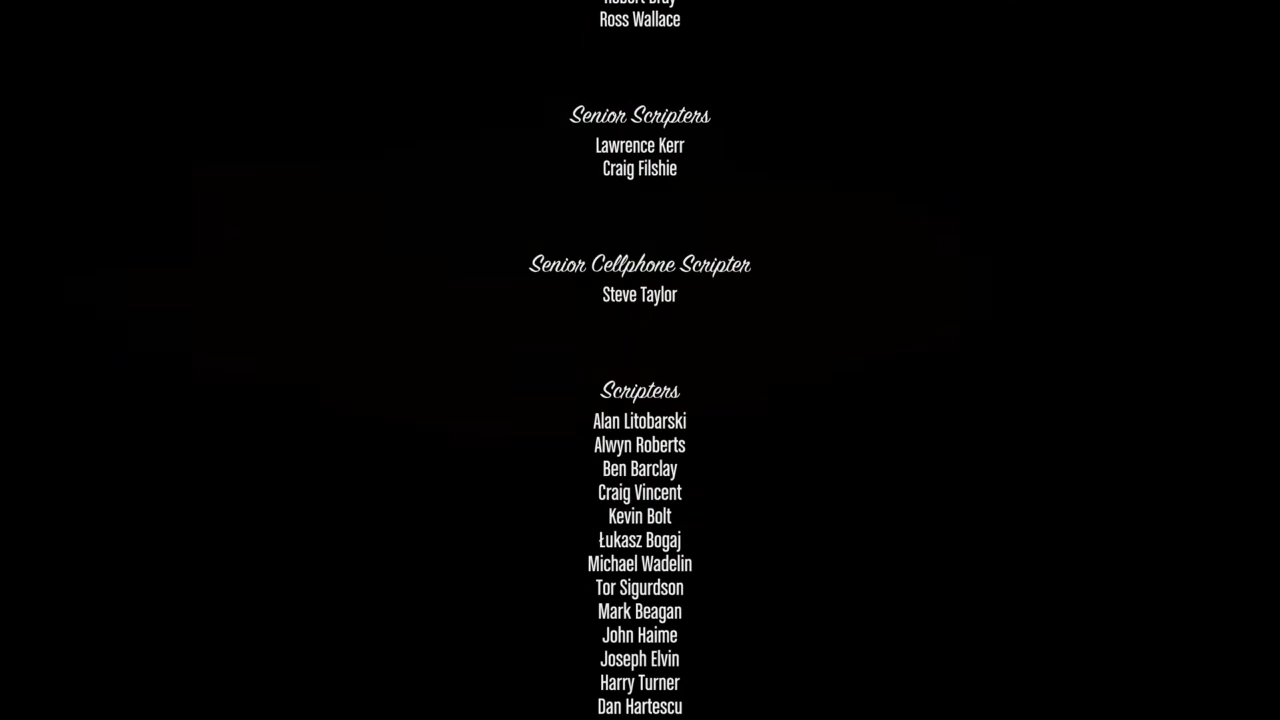 Robert Bray
Ross Wallace
Senior Scripters
Lawrence Kerr
Craig Filshie
Senior Cellphone Scripter
Steve Taylor
Scripters
Alan Litobarski
Alwyn Roberts
Ben Barclay
Craig Vincent
Kevin Bolt
Łukasz Bogaj
Michael Wadelin
Tor Sigurdson
Mark Beagan
John Haime
Joseph Elvin
Harry Turner
Dan Hartescu